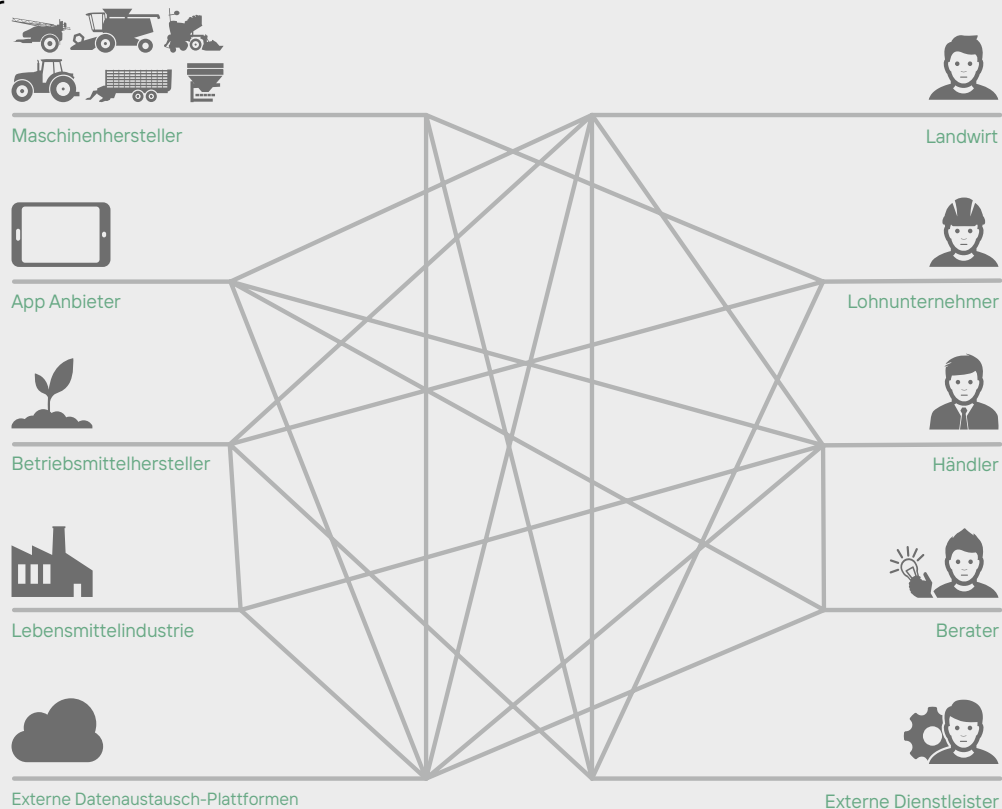 Maschinenhersteller
Landwirt
App Anbieter
Lohnunternehmer
Betriebsmittelhersteller
Händler
Lebensmittelindustrie
Berater
Externe Datenaustausch-Plattformen
Externe Dienstleister